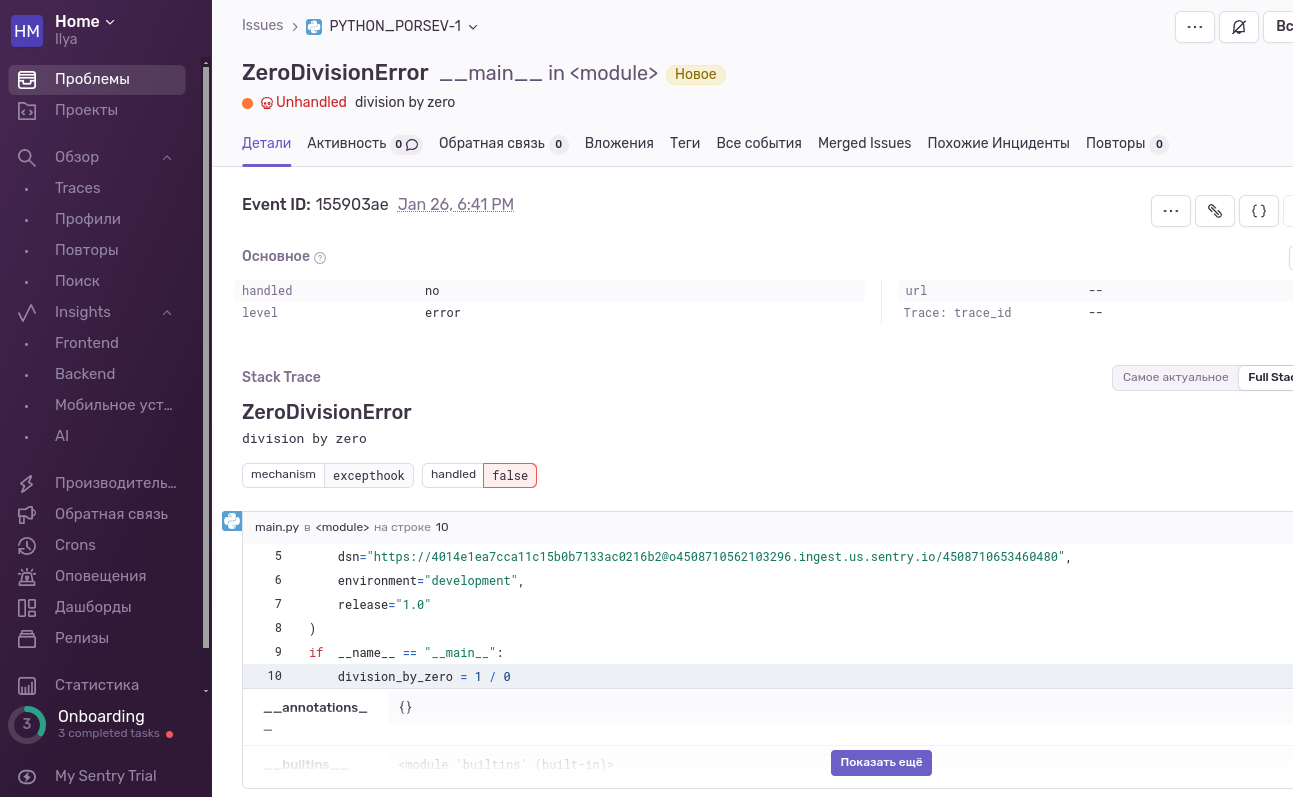 HM
Home
Ilya
Проблемы
Проекты
Обзор
Traces
Профили
Повторы
Поиск
Insights
Frontend
Backend
Мобильное уст...
AI
Производитель...
Обратная связь
Crons
Оповещения
Дашборды
Релизы
Статистика
3
Onboarding
3 completed tasks
My Sentry Trial
Issues > PYTHON_PORSEV-1
ZeroDivisionError __main__ in <module> Новое
Unhandled division by zero
Детали Активность 0 Обратная связь 0 Вложения Теги Все события Merged Issues Похожие Инциденты Повторы 0
Event ID: 155903ae Jan 26, 6:41 PM
{}
Основное ?
handled no url --
level error Trace: trace_id --
Stack Trace Самое актуальное
ZeroDivisionError
division by zero
mechanism excepthook handled false
main.py в <module> на строке 10
5 dsn="https://4014e1ea7cca11c15b0b7133ac0216b2@o4508710562103296.ingest.us.sentry.io/4508710653460480",
6 environment="development",
7 release="1.0"
8 )
9 if __name__ == "__main__":
10 division_by_zero = 1 / 0
__annotations_ {}
_
__builtins__ <module 'builtins' (built-in)>
Показать ещё